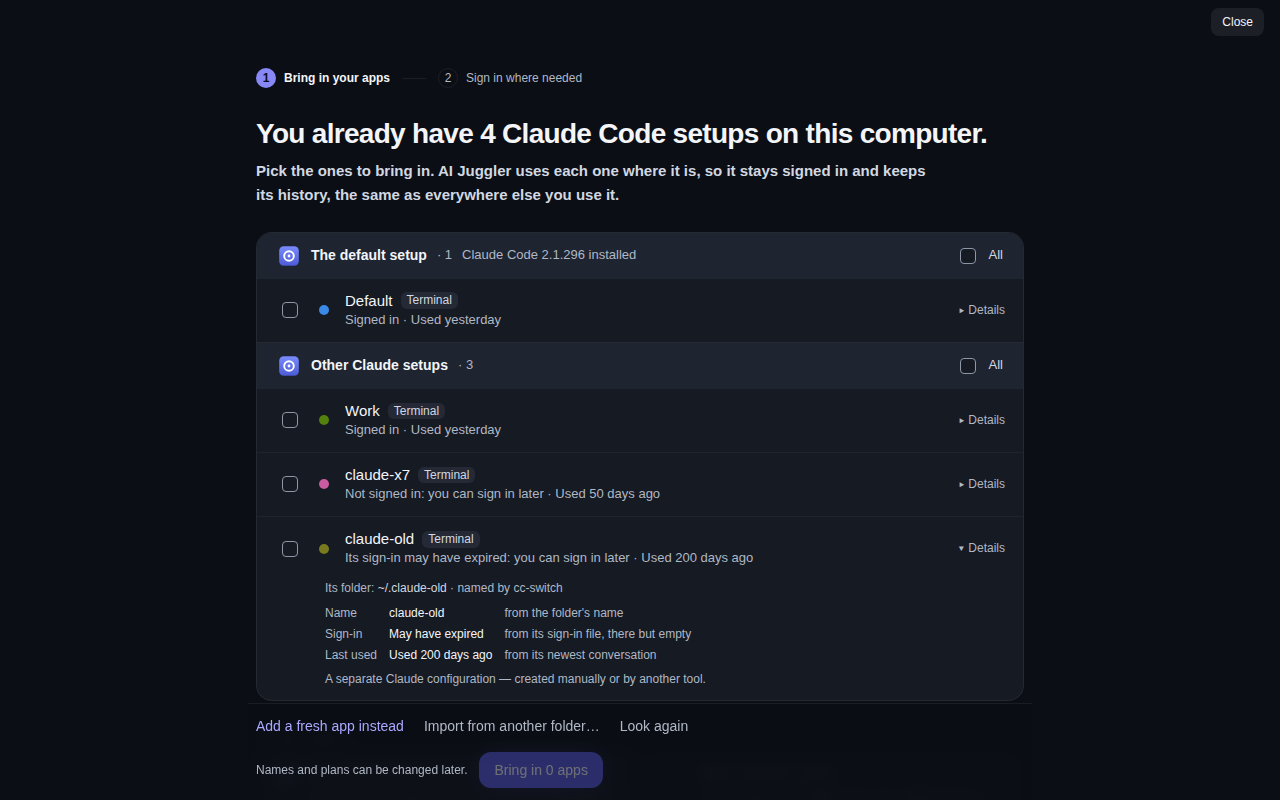 Close
1 Bring in your apps 2 Sign in where needed
You already have 4 Claude Code setups on this computer.
Pick the ones to bring in. AI Juggler uses each one where it is, so it stays signed in and keeps
its history, the same as everywhere else you use it.
The default setup · 1 Claude Code 2.1.296 installed All
Default Terminal
Signed in · Used yesterday
▸ Details
Other Claude setups · 3 All
Work Terminal
Signed in · Used yesterday
▸ Details
claude-x7 Terminal
Not signed in: you can sign in later · Used 50 days ago
▸ Details
claude-old Terminal
Its sign-in may have expired: you can sign in later · Used 200 days ago
▾ Details
Its folder: ~/.claude-old · named by cc-switch
Name claude-old from the folder's name
Sign-in May have expired from its sign-in file, there but empty
Last used Used 200 days ago from its newest conversation
A separate Claude configuration — created manually or by another tool.
Add a fresh app instead Import from another folder… Look again
Names and plans can be changed later. Bring in 0 apps